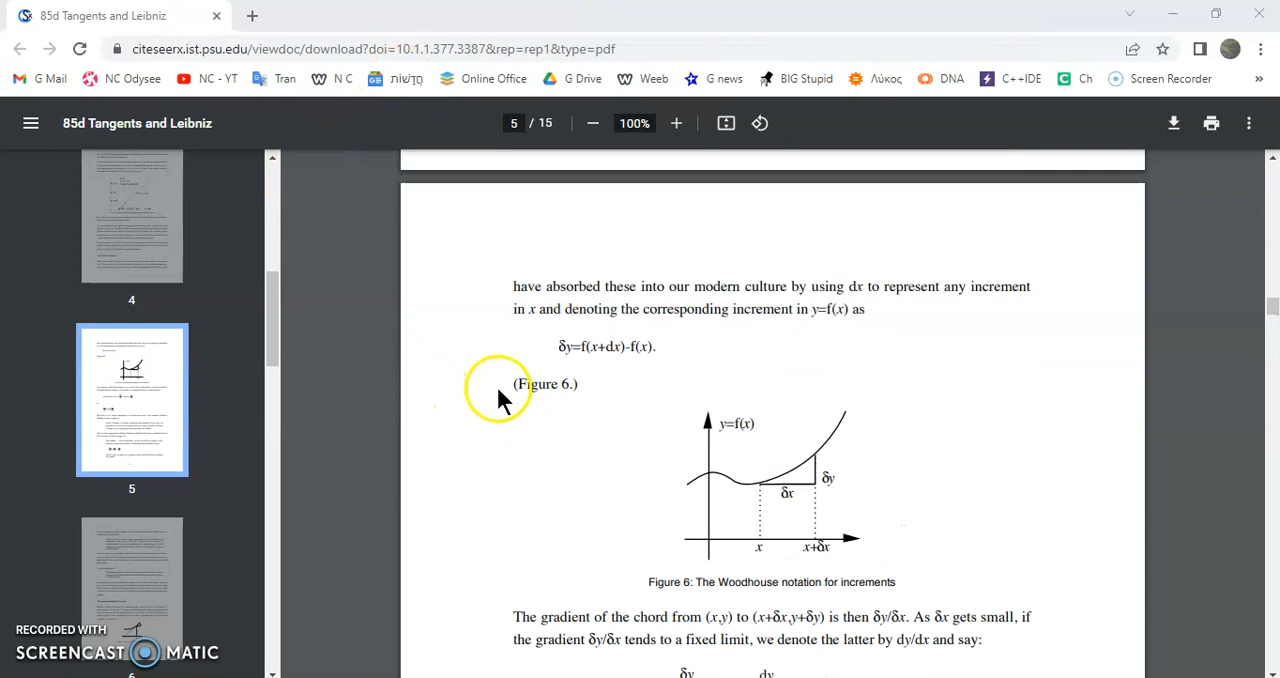 85d Tangents and Leibniz
citeseerx.ist.psu.edu/viewdoc/download?doi=10.1.1.377.3387&rep=rep1&type=pdf
G Mail NC Odysee NC - YT Tran N C חֲדָשׁוֹת Online Office G Drive Weeb G news BIG Stupid Λύκος DNA C++IDE Ch Screen Recorder »
85d Tangents and Leibniz 5 / 15 100%
4
5
have absorbed these into our modern culture by using dx to represent any increment
in x and denoting the corresponding increment in y=f(x) as
δy=f(x+dx)-f(x).
(Figure 6.)
y=f(x)
δy
δx
x x+δx
Figure 6: The Woodhouse notation for increments
The gradient of the chord from (x,y) to (x+δx,y+δy) is then δy/δx. As δx gets small, if
the gradient δy/δx tends to a fixed limit, we denote the latter by dy/dx and say:
δy dy
RECORDED WITH
SCREENCAST MATIC